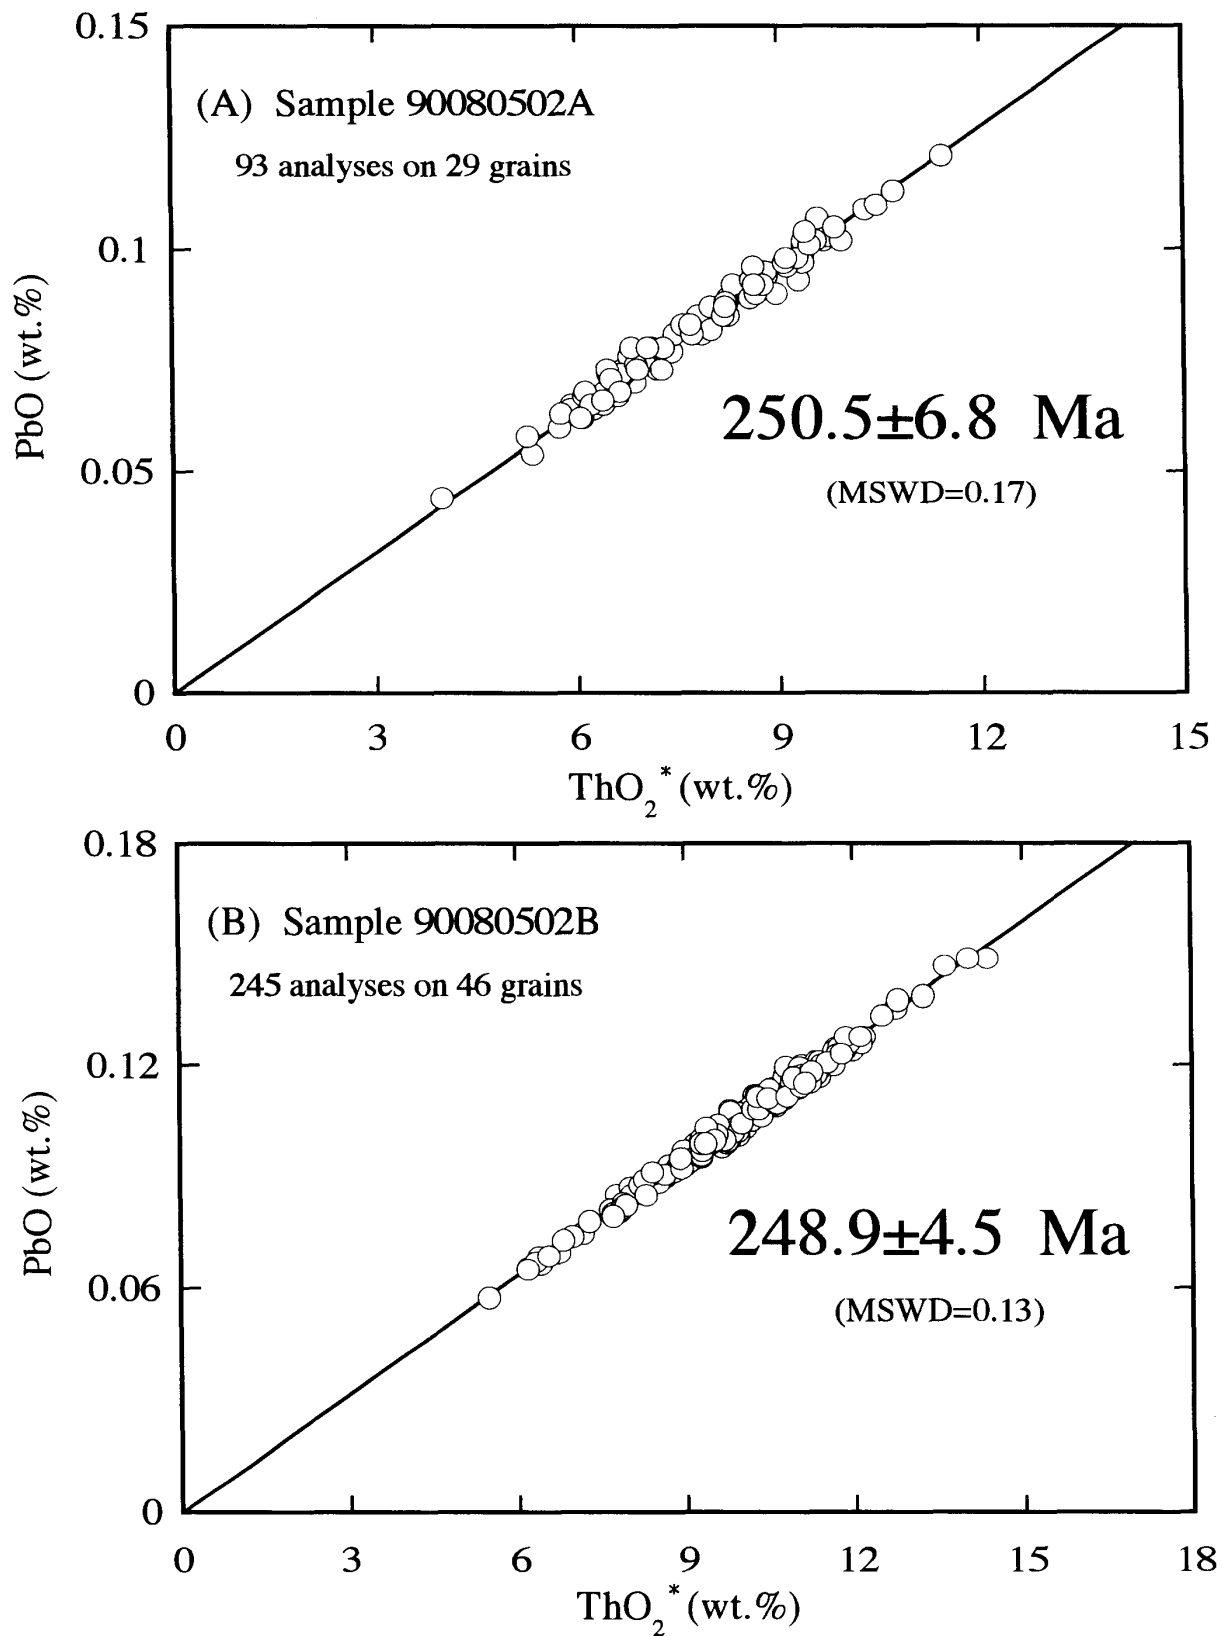 0.15
(A) Sample 90080502A
93 analyses on 29 grains
0.1
PbO (wt.%)
250.5±6.8 Ma
0.05
(MSWD=0.17)
0
0 3 6 9 12 15
ThO2* (wt.%)
0.18
(B) Sample 90080502B
245 analyses on 46 grains
0.12
PbO (wt.%)
248.9±4.5 Ma
0.06
(MSWD=0.13)
0
0 3 6 9 12 15 18
ThO2* (wt.%)